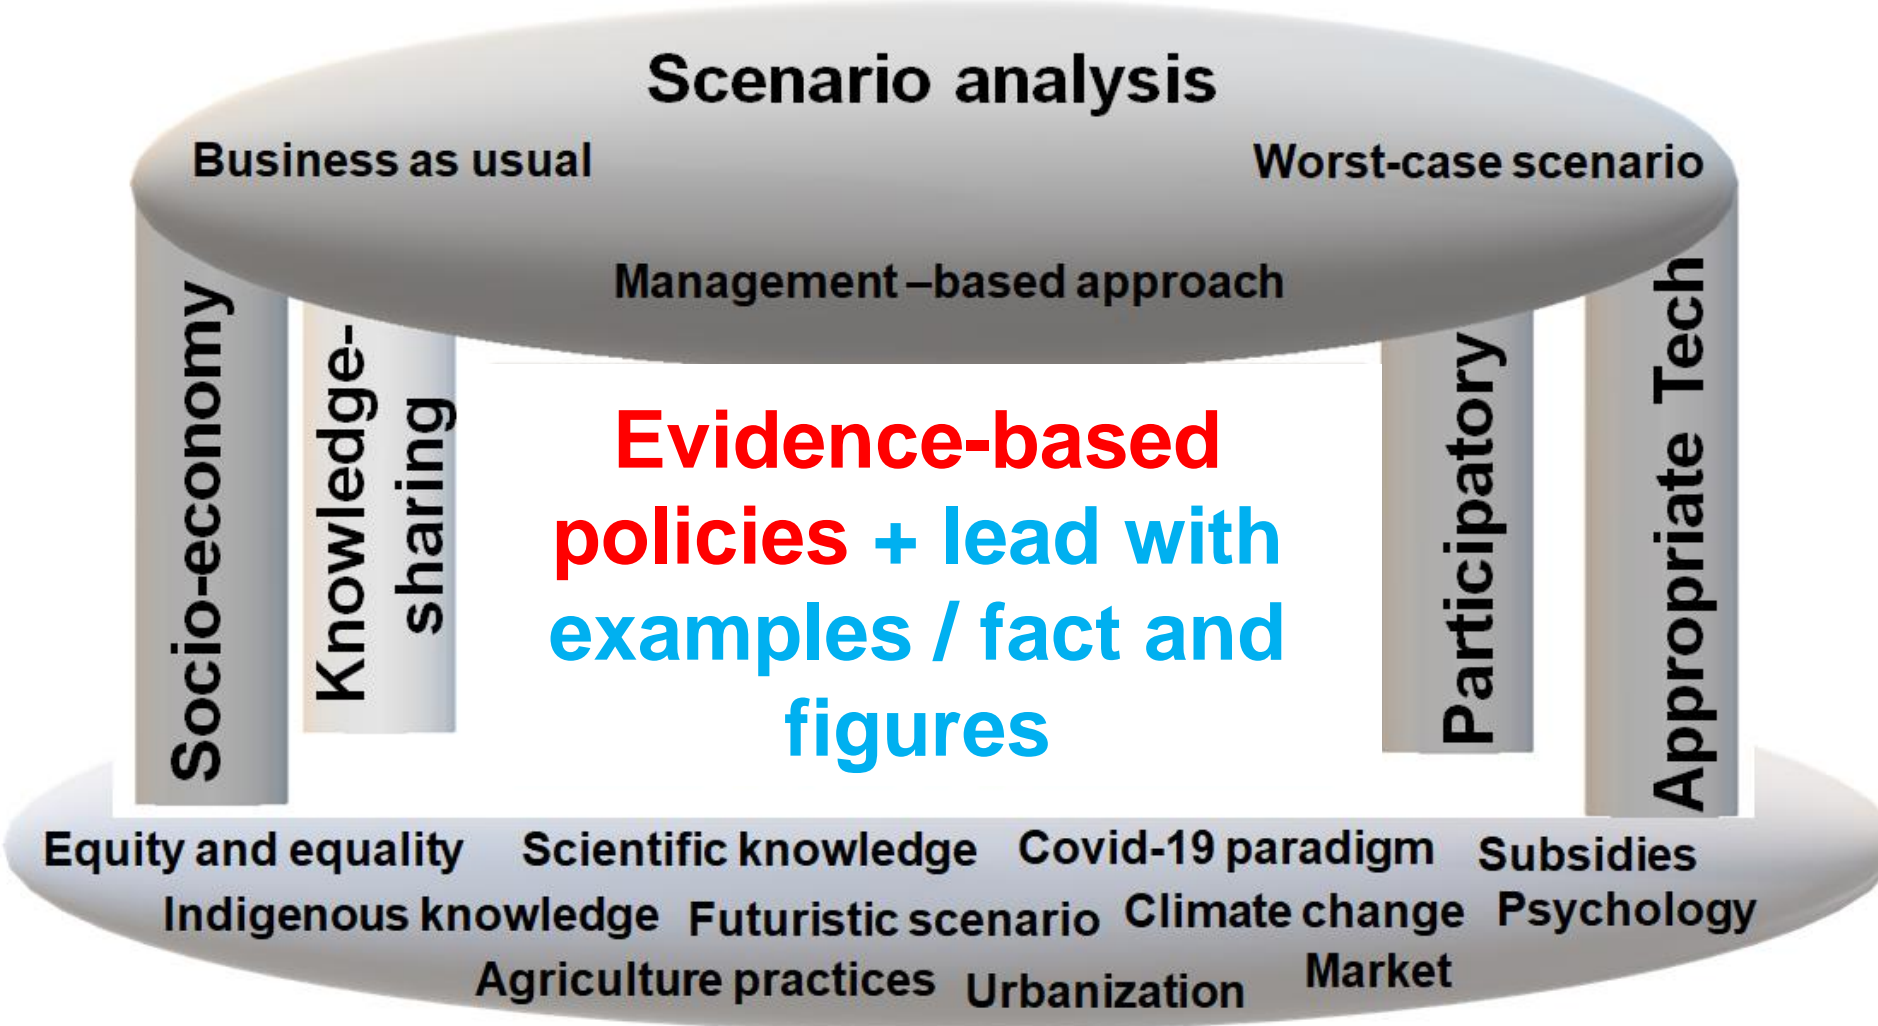 Scenario analysis
Business as usual
Worst-case scenario
Management –based approach
Socio-economy
Knowledge-
sharing
Evidence-based
policies + lead with
examples / fact and
figures
Participatory
Appropriate Tech
Equity and equality Scientific knowledge Covid-19 paradigm Subsidies
Indigenous knowledge Futuristic scenario Climate change Psychology
Agriculture practices Urbanization Market